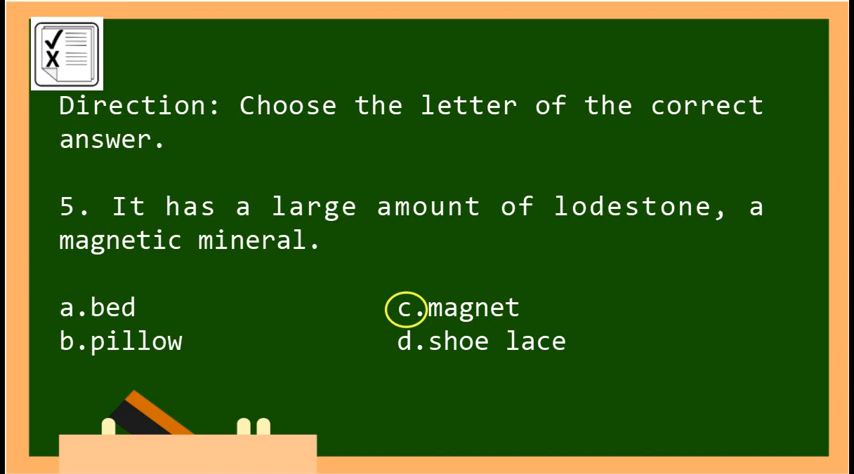 Direction: Choose the letter of the correct
answer.
5. It has a large amount of lodestone, a
magnetic mineral.
a.bed
c.magnet
b.pillow
d.shoe lace